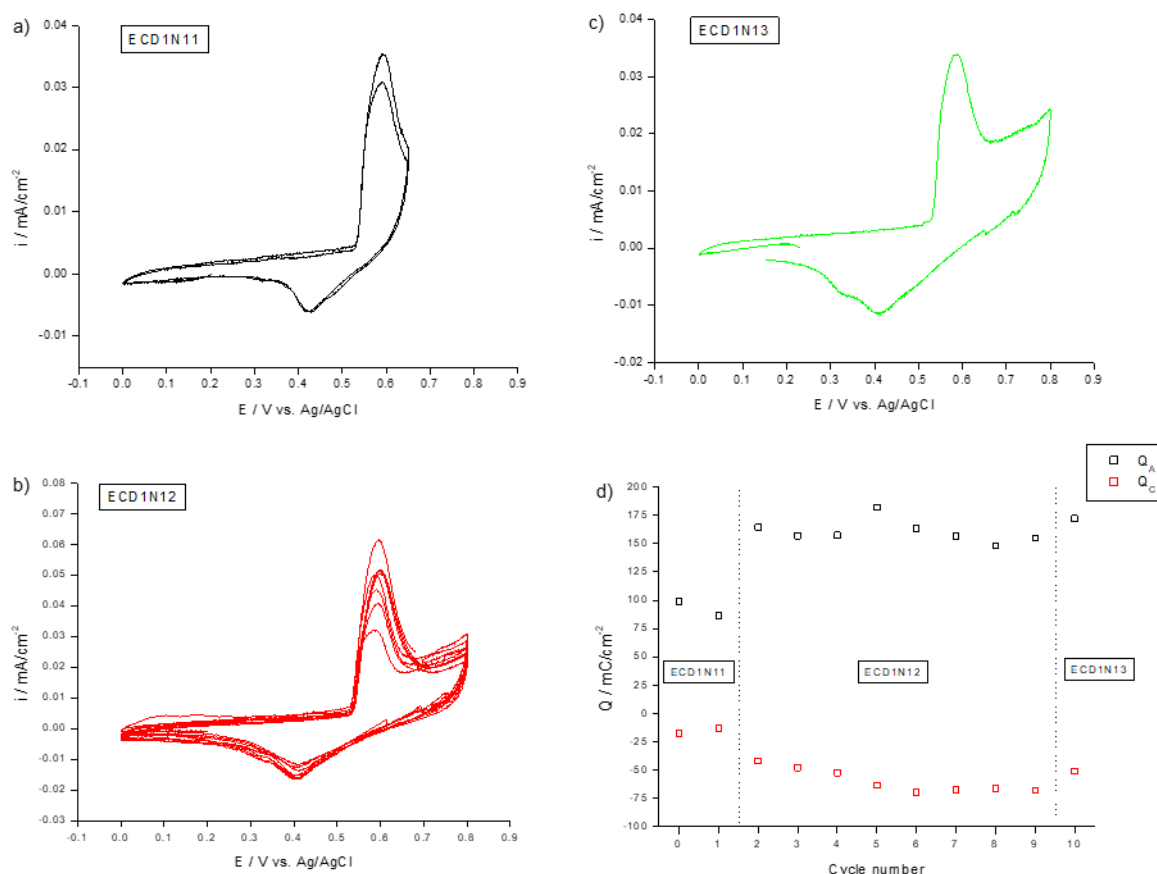 a)
ECD1N11
0.04
0.03
0.02
0.01
0.00
-0.01
i / mA/cm-2
-0.1 0.0 0.1 0.2 0.3 0.4 0.5 0.6 0.7 0.8 0.9
E / V vs. Ag/AgCl
c)
ECD1N13
0.04
0.03
0.02
0.01
0.00
-0.01
-0.02
i / mA/cm-2
-0.1 0.0 0.1 0.2 0.3 0.4 0.5 0.6 0.7 0.8 0.9
E / V vs. Ag/AgCl
b)
ECD1N12
0.08
0.07
0.06
0.05
0.04
0.03
0.02
0.01
0.00
-0.01
-0.02
-0.03
i / mA/cm-2
-0.1 0.0 0.1 0.2 0.3 0.4 0.5 0.6 0.7 0.8 0.9
E / V vs. Ag/AgCl
d)
QA
QC
200
175
150
125
100
75
50
25
0
-25
-50
-75
-100
Q / mC/cm-2
ECD1N11
ECD1N12
ECD1N13
0 1 2 3 4 5 6 7 8 9 10
Cycle number